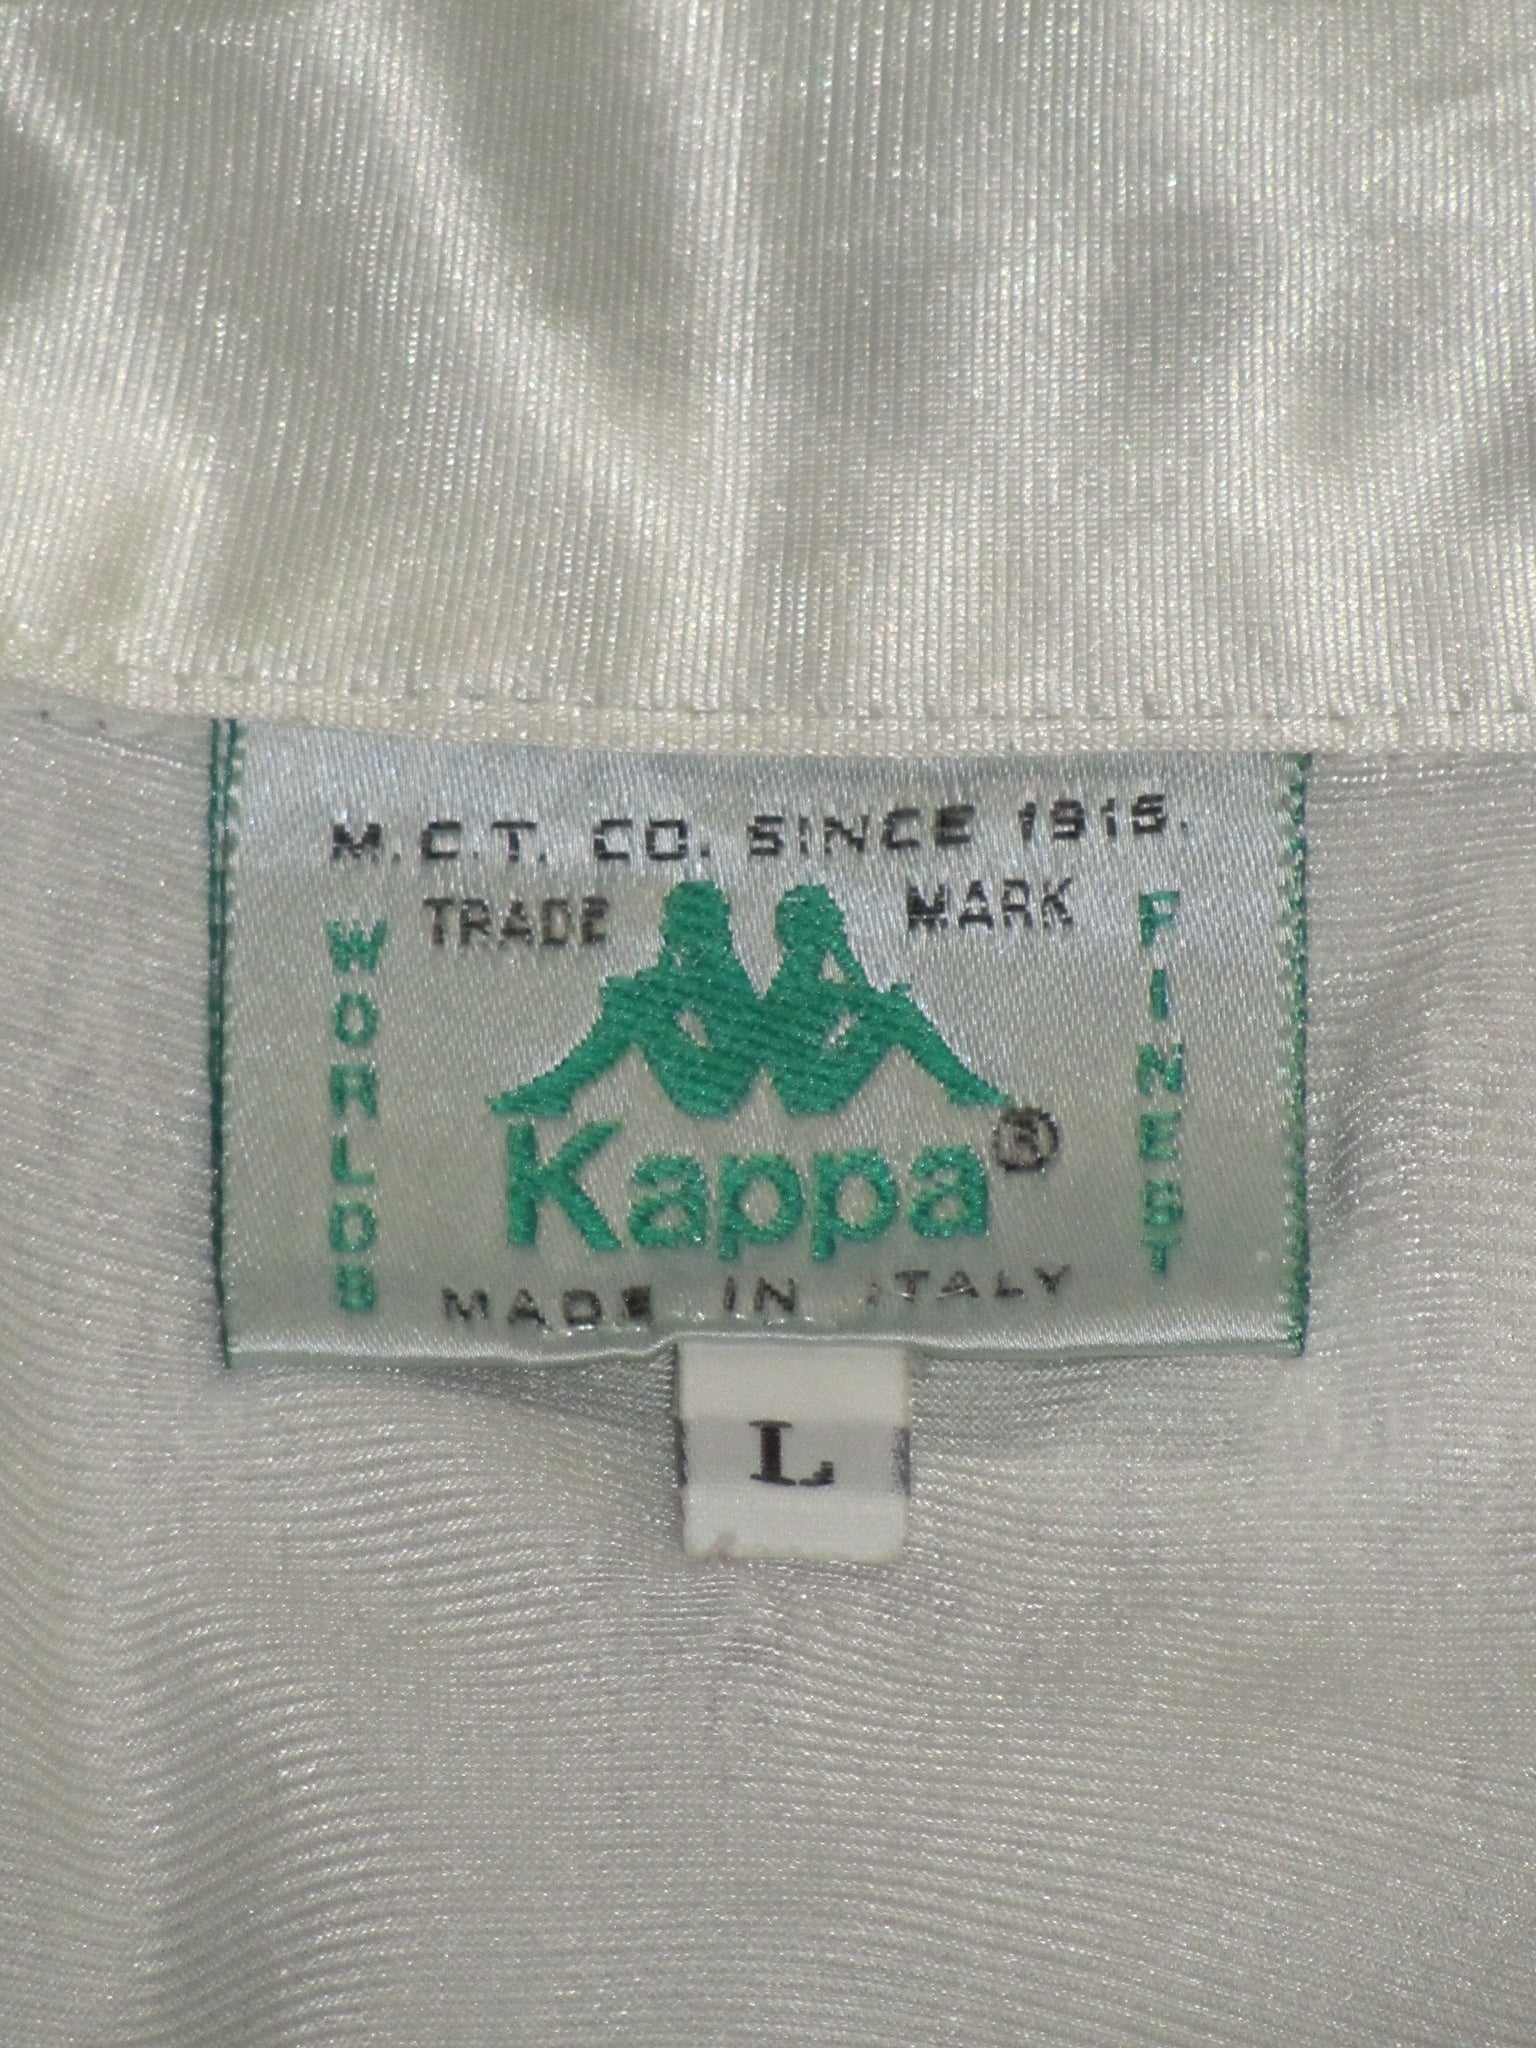 M.C.T. CO. SINCE 1916.
TRADE MARK
WORLDS
FINEST
Kappa®
MADE IN ITALY
L